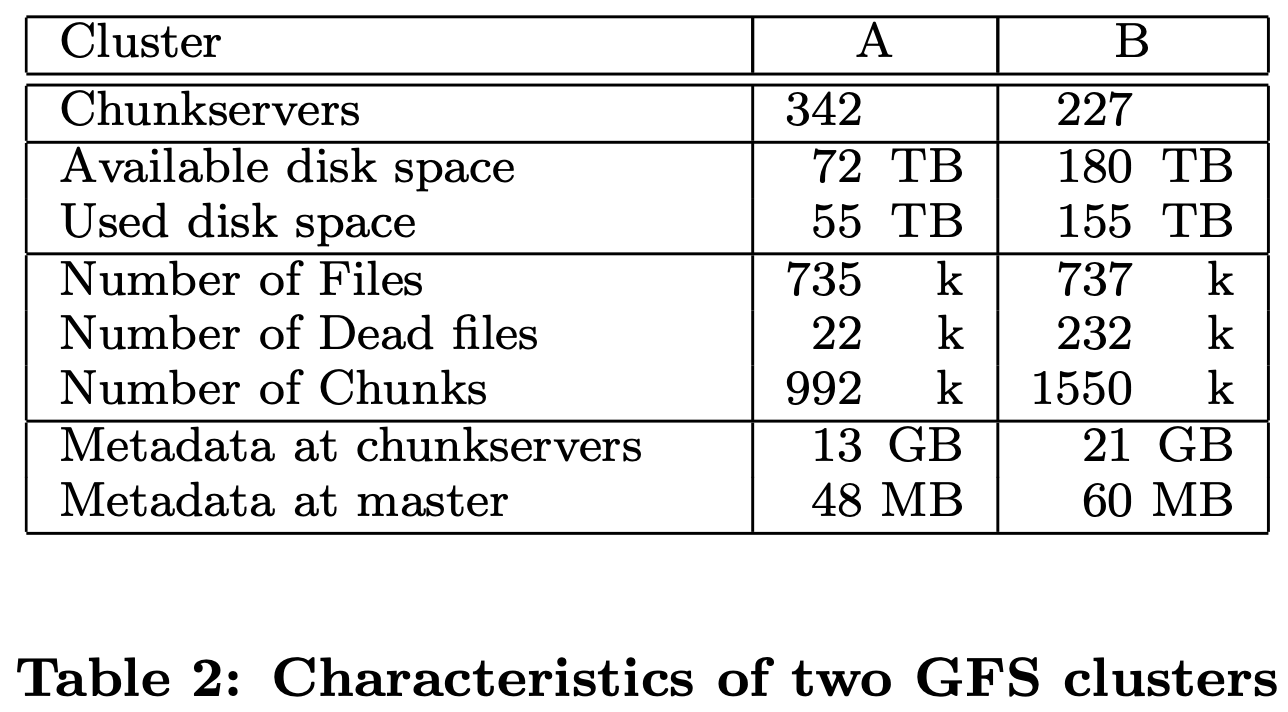 Cluster A B
Chunkservers 342 227
Available disk space 72 TB 180 TB
Used disk space 55 TB 155 TB
Number of Files 735 k 737 k
Number of Dead files 22 k 232 k
Number of Chunks 992 k 1550 k
Metadata at chunkservers 13 GB 21 GB
Metadata at master 48 MB 60 MB
Table 2: Characteristics of two GFS clusters